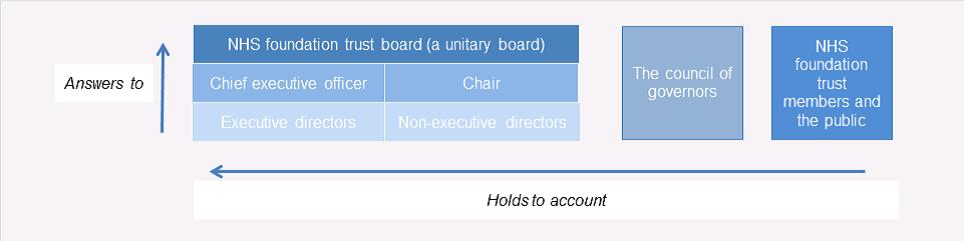 Answers to
NHS foundation trust board (a unitary board)
Chief executive officer
Chair
Executive directors
Non-executive directors
The council of
governors
NHS
foundation
trust
members and
the public
Holds to account